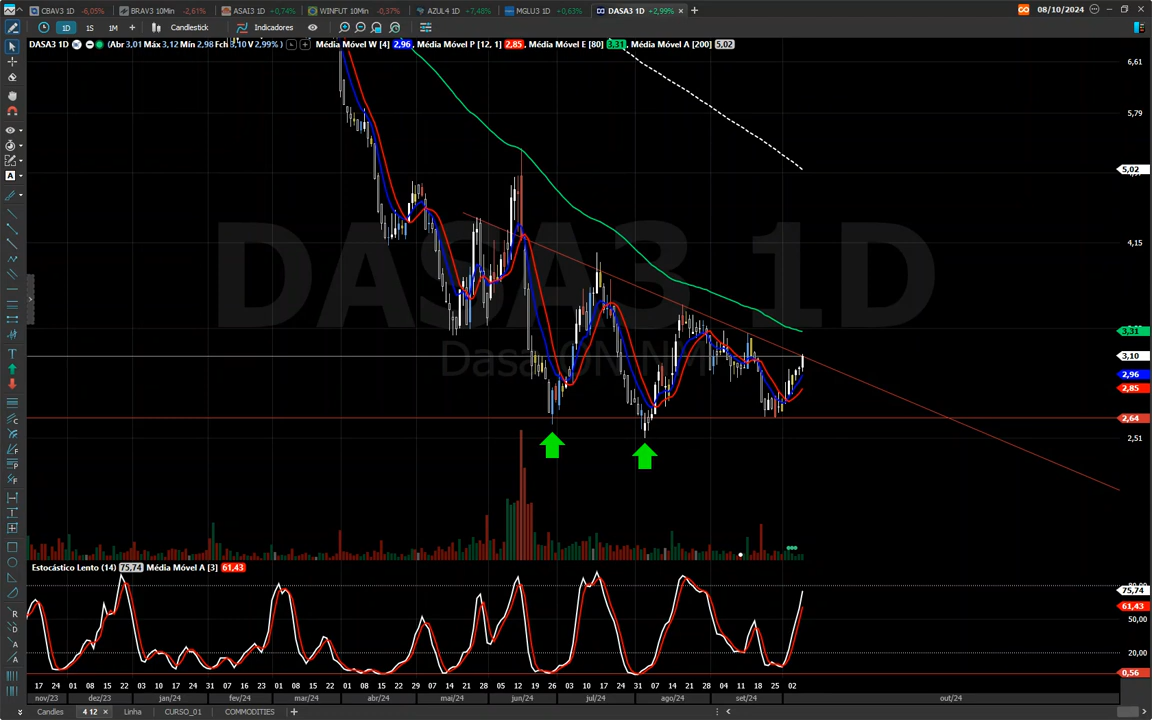 CBAV3 1D -6,05%
BRAV3 10Min -2,61%
ASAI3 1D +0,74%
WINFUT 10Min -0,37%
AZUL4 1D +7,48%
MGLU3 1D +0,63%
DASA3 1D +2,99%
08/10/2024
1D 1S 1M Candlestick Indicadores
DASA3 1D (Abr 3,01 Máx 3,12 Mín 2,98 Fch 3,10 V 2,99%) Média Móvel W [4] 2,96, Média Móvel P [12, 1] 2,85, Média Móvel E [80] 3,31, Média Móvel A [200] 5,02
DASA3 1D
Dasa ON NM
6,61
5,79
5,02
4,15
3,31
3,10
2,96
2,85
2,64
2,51
Estocástico Lento (14) 75,74 Média Móvel A [3] 61,43
80,00
75,74
61,43
50,00
20,00
0,56
17 24 01 08 15 22 03 10 17 24 01 08 15 22 02 09 16 23 01 08 15 22 01 08 15 22 29 07 14 21 28 05 12 19 26 03 10 17 24 31 07 14 21 28 04 11 18 25 02
nov/23 dez/23 jan/24 fev/24 mar/24 abr/24 mai/24 jun/24 jul/24 ago/24 set/24 out/24
Candles 4 12 Linha CURSO_01 COMMODITIES